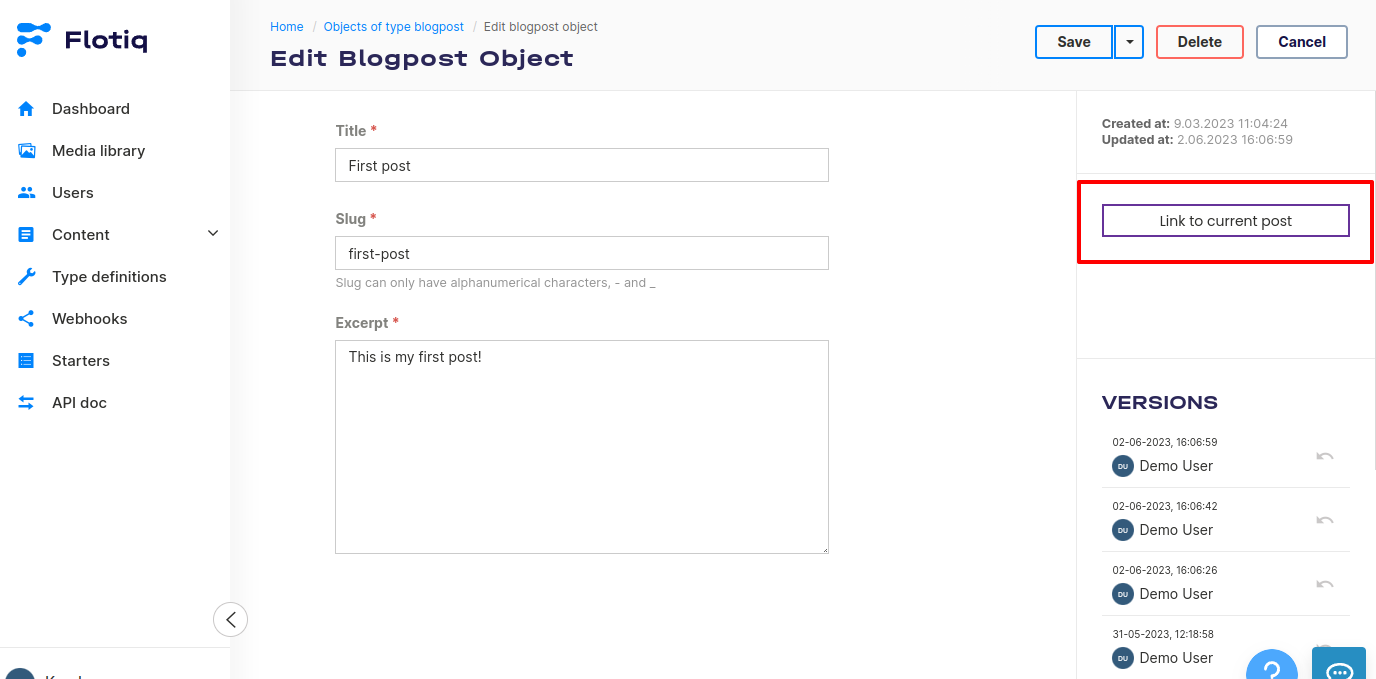 Flotiq
Dashboard
Media library
Users
Content
Type definitions
Webhooks
Starters
API doc
Home / Objects of type blogpost / Edit blogpost object
Edit Blogpost Object
Save
Delete
Cancel
Title *
First post
Slug *
first-post
Slug can only have alphanumerical characters, - and _
Excerpt *
This is my first post!
Created at: 9.03.2023 11:04:24
Updated at: 2.06.2023 16:06:59
Link to current post
VERSIONS
02-06-2023, 16:06:59
DU Demo User
02-06-2023, 16:06:42
DU Demo User
02-06-2023, 16:06:26
DU Demo User
31-05-2023, 12:18:58
DU Demo User
?